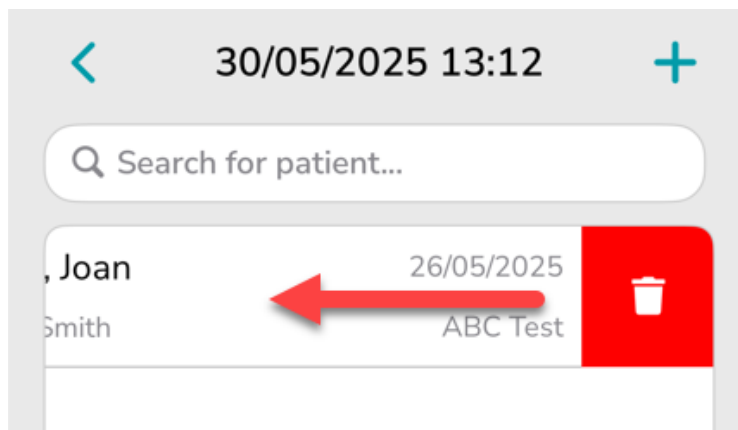 30/05/2025 13:12
Search for patient...
, Joan 26/05/2025
Smith ABC Test